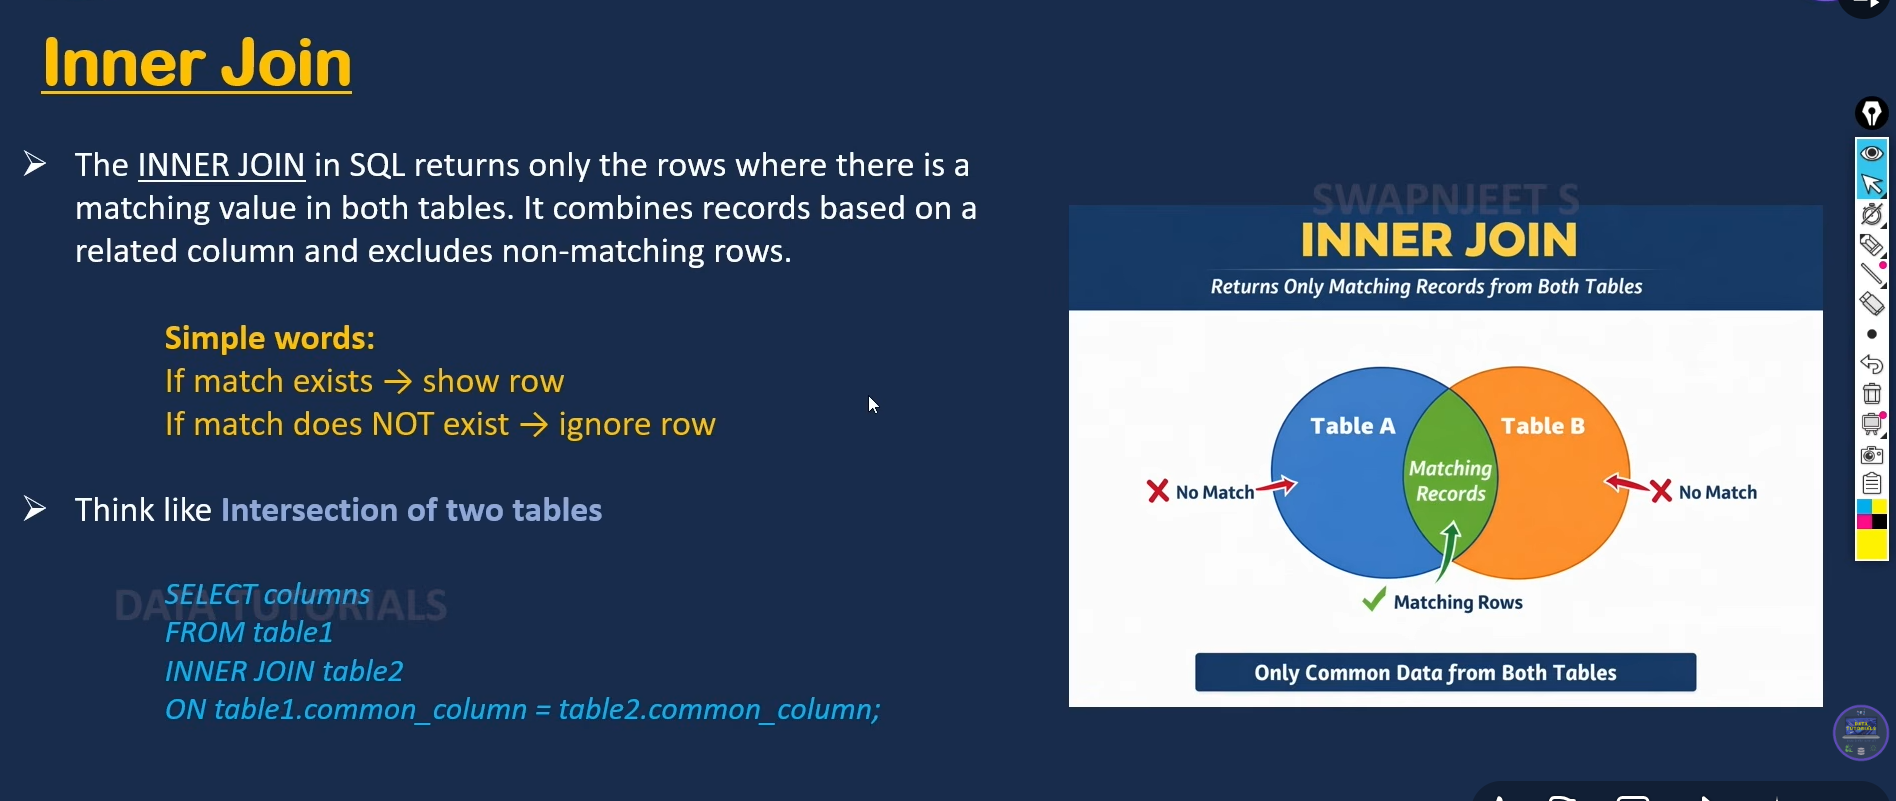 Inner Join
The INNER JOIN in SQL returns only the rows where there is a
matching value in both tables. It combines records based on a
related column and excludes non-matching rows.
Simple words:
If match exists → show row
If match does NOT exist → ignore row
Think like Intersection of two tables
DATA TUTORIALS
SELECT columns
FROM table1
INNER JOIN table2
ON table1.common_column = table2.common_column;
SWAPNJEET S
INNER JOIN
Returns Only Matching Records from Both Tables
Table A
Table B
Matching
Records
No Match
No Match
Matching Rows
Only Common Data from Both Tables